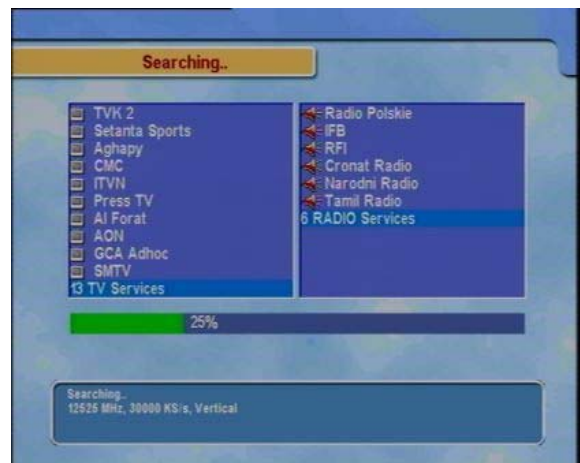 Searching..
TVK 2
Setanta Sports
Aghapy
CMC
ITVN
Press TV
Al Forat
AON
GCA Adhoc
SMTV
13 TV Services
Radio Polskie
IFB
RFI
Cronat Radio
Narodni Radio
Tamil Radio
6 RADIO Services
25%
Searching..
12525 MHz, 30000 KS/s, Vertical